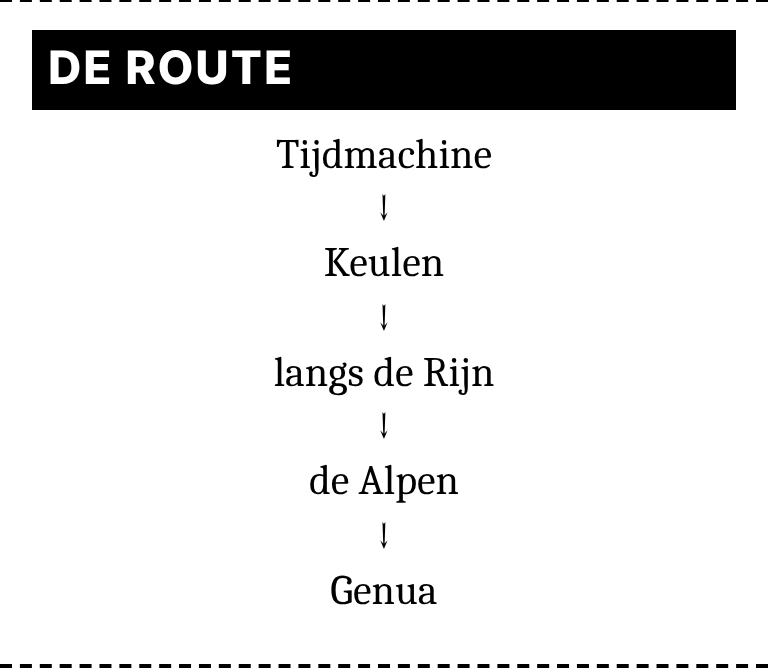 DE ROUTE
Tijdmachine
↓
Keulen
↓
langs de Rijn
↓
de Alpen
↓
Genua